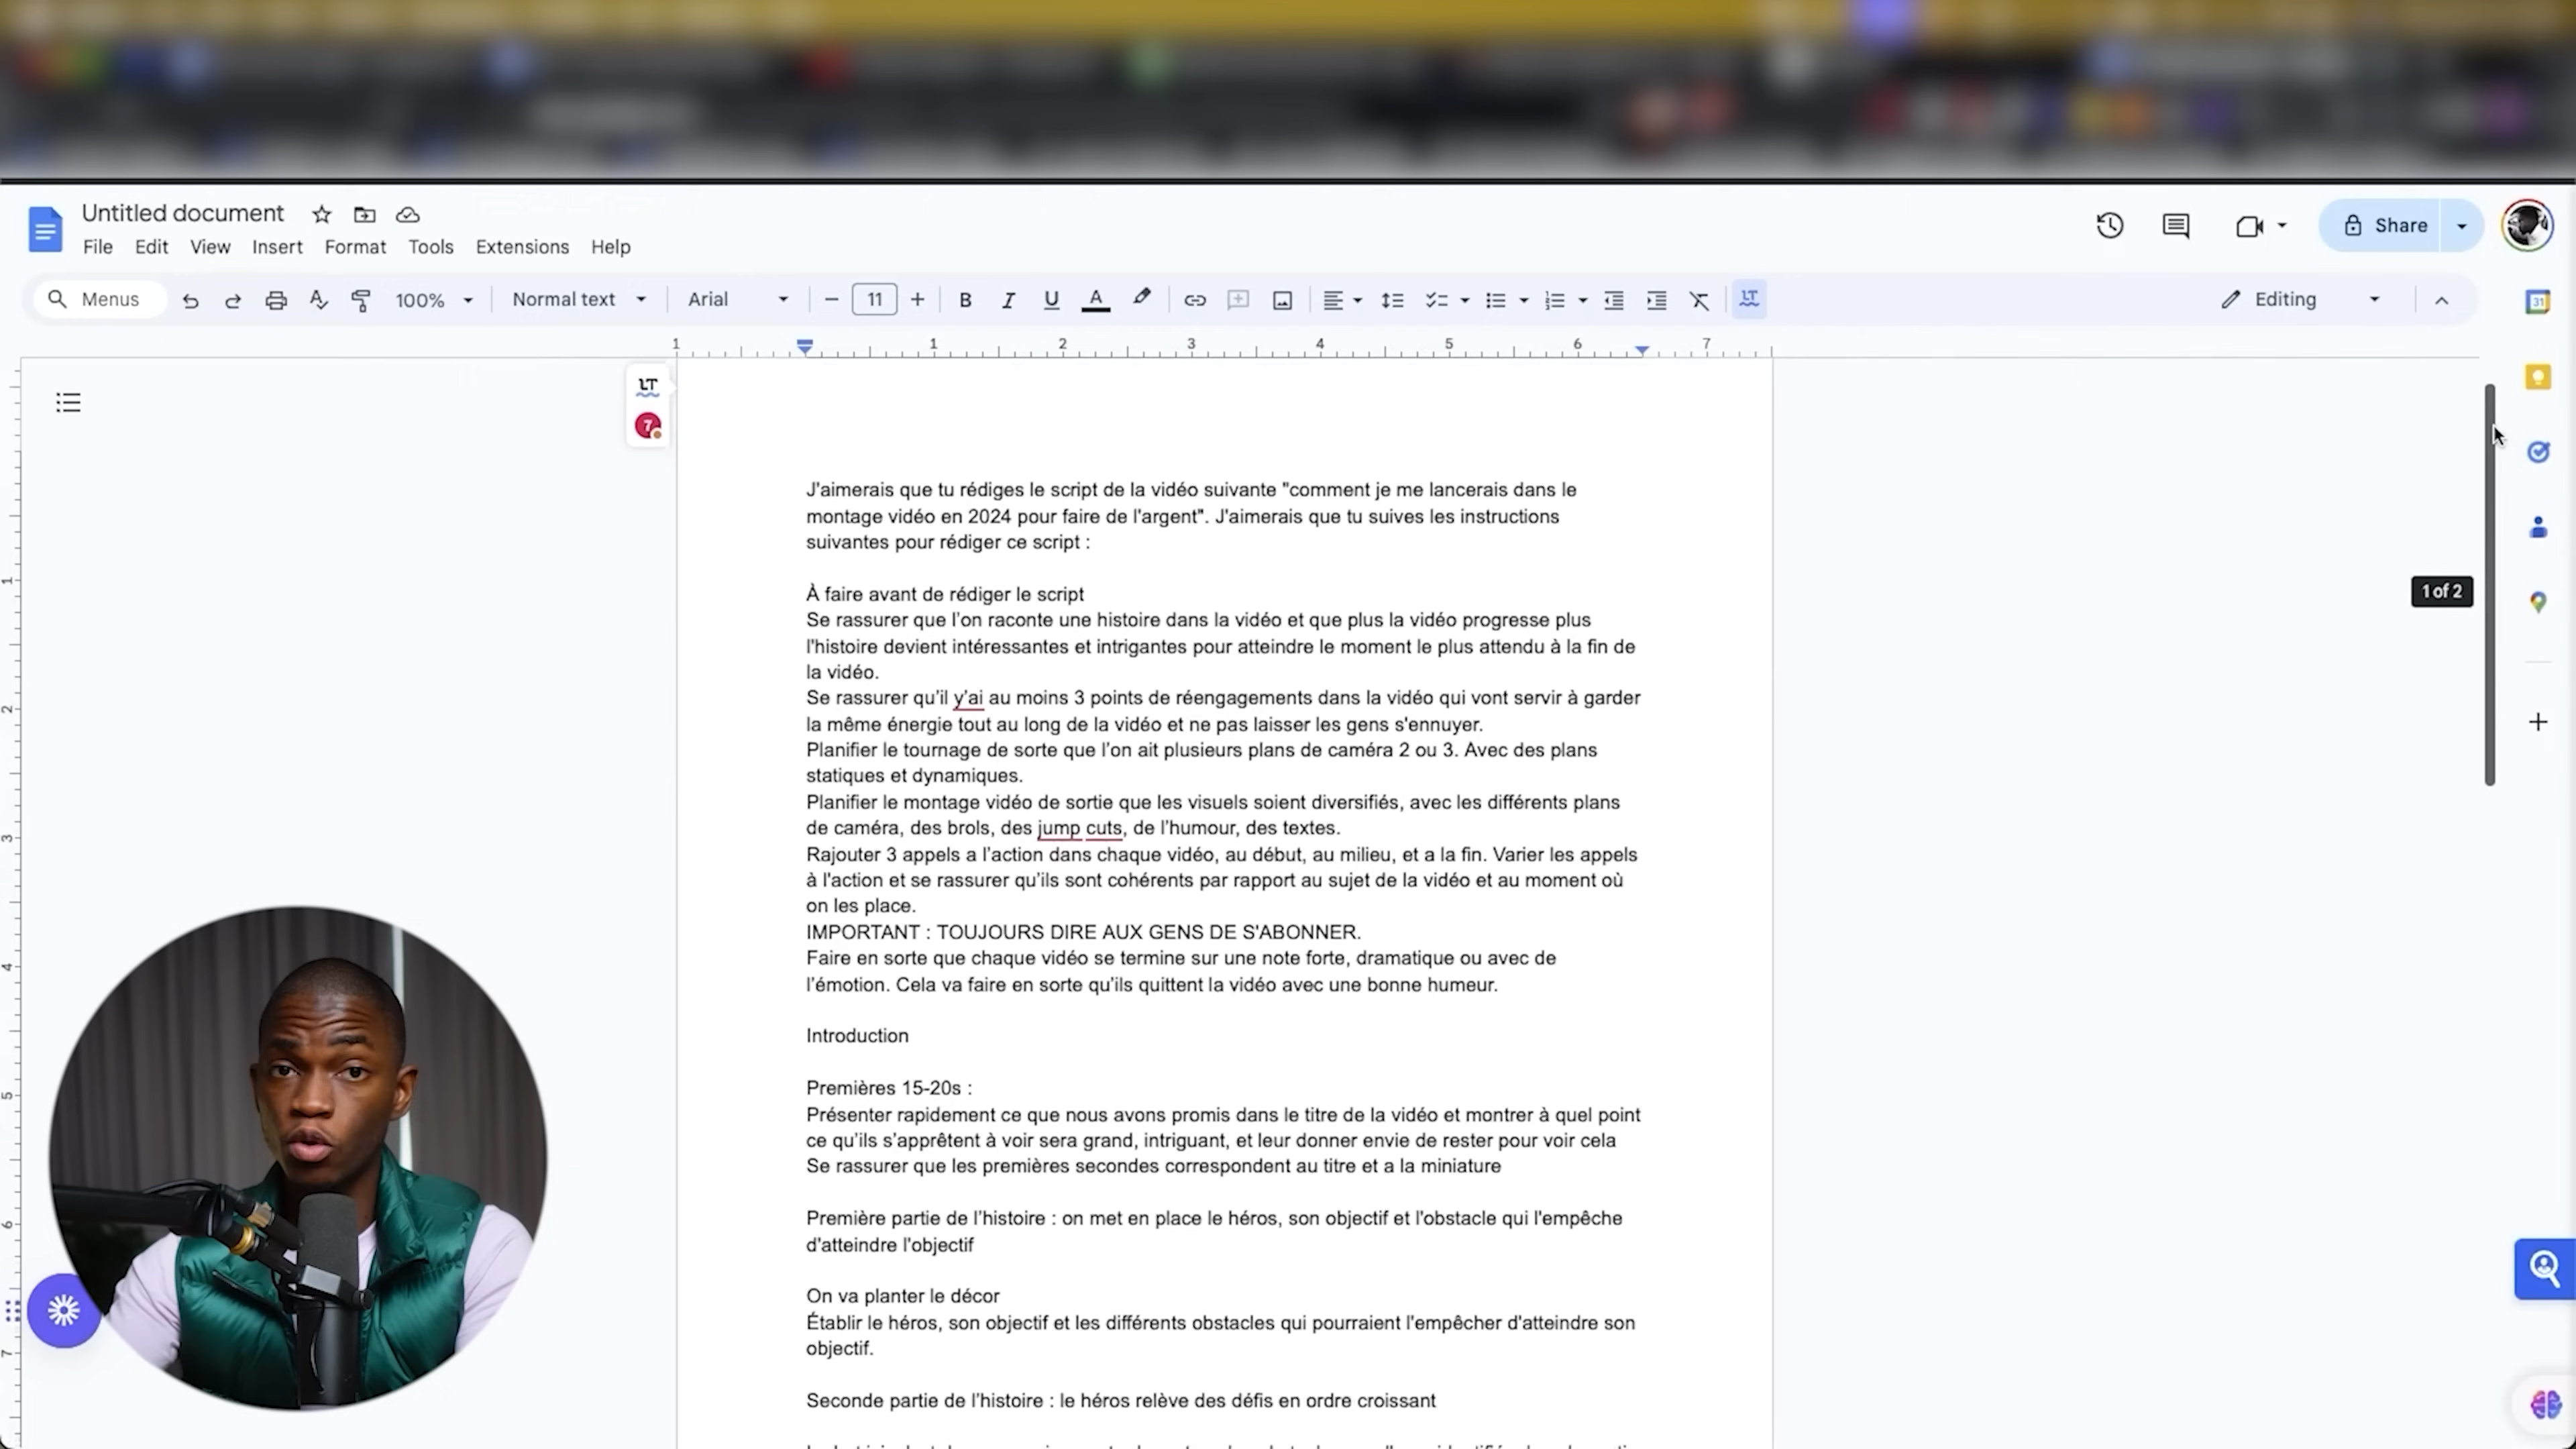 Untitled document
File Edit View Insert Format Tools Extensions Help
Share
Menus 100% Normal text Arial 11 B I U A Editing
1 1 2 3 4 5 6 7
LT
7
31
J'aimerais que tu rédiges le script de la vidéo suivante "comment je me lancerais dans le
montage vidéo en 2024 pour faire de l'argent". J'aimerais que tu suives les instructions
suivantes pour rédiger ce script :
À faire avant de rédiger le script
Se rassurer que l'on raconte une histoire dans la vidéo et que plus la vidéo progresse plus
l'histoire devient intéressantes et intrigantes pour atteindre le moment le plus attendu à la fin de
la vidéo.
Se rassurer qu'il y'ai au moins 3 points de réengagements dans la vidéo qui vont servir à garder
la même énergie tout au long de la vidéo et ne pas laisser les gens s'ennuyer.
Planifier le tournage de sorte que l'on ait plusieurs plans de caméra 2 ou 3. Avec des plans
statiques et dynamiques.
Planifier le montage vidéo de sortie que les visuels soient diversifiés, avec les différents plans
de caméra, des brols, des jump cuts, de l'humour, des textes.
Rajouter 3 appels a l'action dans chaque vidéo, au début, au milieu, et a la fin. Varier les appels
à l'action et se rassurer qu'ils sont cohérents par rapport au sujet de la vidéo et au moment où
on les place.
IMPORTANT : TOUJOURS DIRE AUX GENS DE S'ABONNER.
Faire en sorte que chaque vidéo se termine sur une note forte, dramatique ou avec de
l'émotion. Cela va faire en sorte qu'ils quittent la vidéo avec une bonne humeur.
Introduction
Premières 15-20s :
Présenter rapidement ce que nous avons promis dans le titre de la vidéo et montrer à quel point
ce qu'ils s'apprêtent à voir sera grand, intriguant, et leur donner envie de rester pour voir cela
Se rassurer que les premières secondes correspondent au titre et a la miniature
Première partie de l'histoire : on met en place le héros, son objectif et l'obstacle qui l'empêche
d'atteindre l'objectif
On va planter le décor
Établir le héros, son objectif et les différents obstacles qui pourraient l'empêcher d'atteindre son
objectif.
Seconde partie de l'histoire : le héros relève des défis en ordre croissant
1 of 2
1
2
3
4
5
6
7